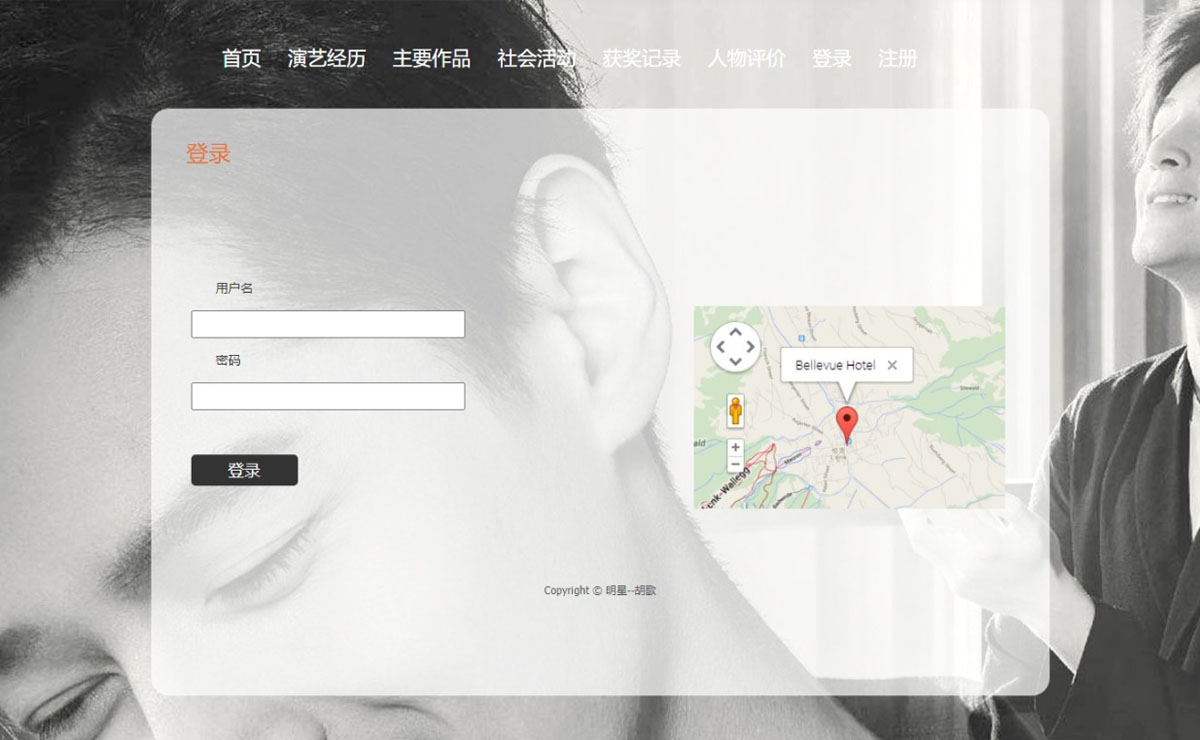 首页 演艺经历 主要作品 社会活动 获奖记录 人物评价 登录 注册
登录
用户名
密码
登录
Bellevue Hotel
Copyright © 明星--胡歌